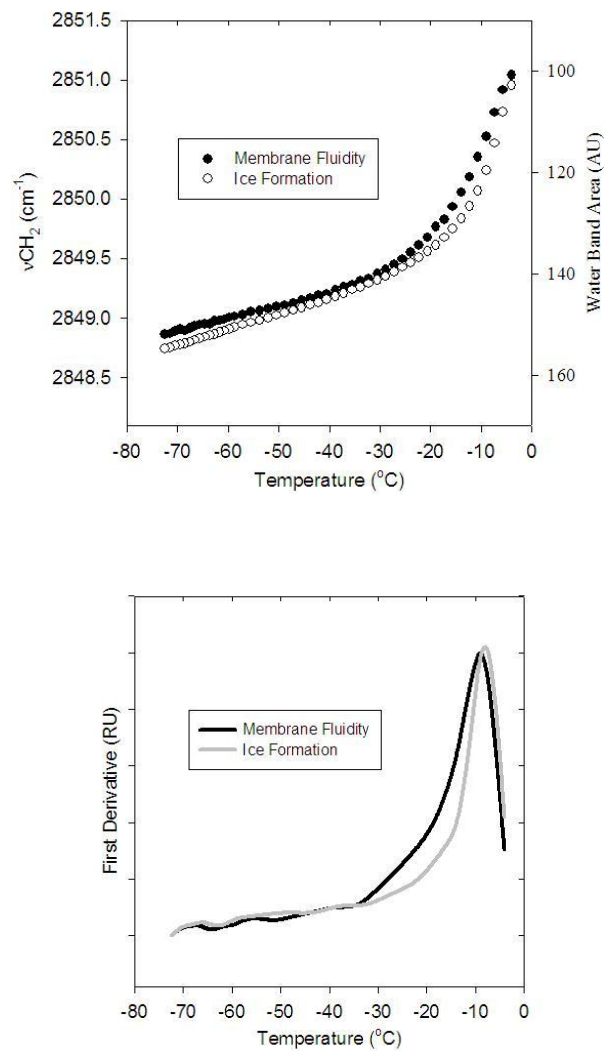 2851.5
2851.0
2850.5
2850.0
2849.5
2849.0
2848.5
νCH₂ (cm⁻¹)
Membrane Fluidity
Ice Formation
100
120
140
160
Water Band Area (AU)
-80 -70 -60 -50 -40 -30 -20 -10 0
Temperature (°C)
First Derivative (RU)
Membrane Fluidity
Ice Formation
-80 -70 -60 -50 -40 -30 -20 -10 0
Temperature (°C)